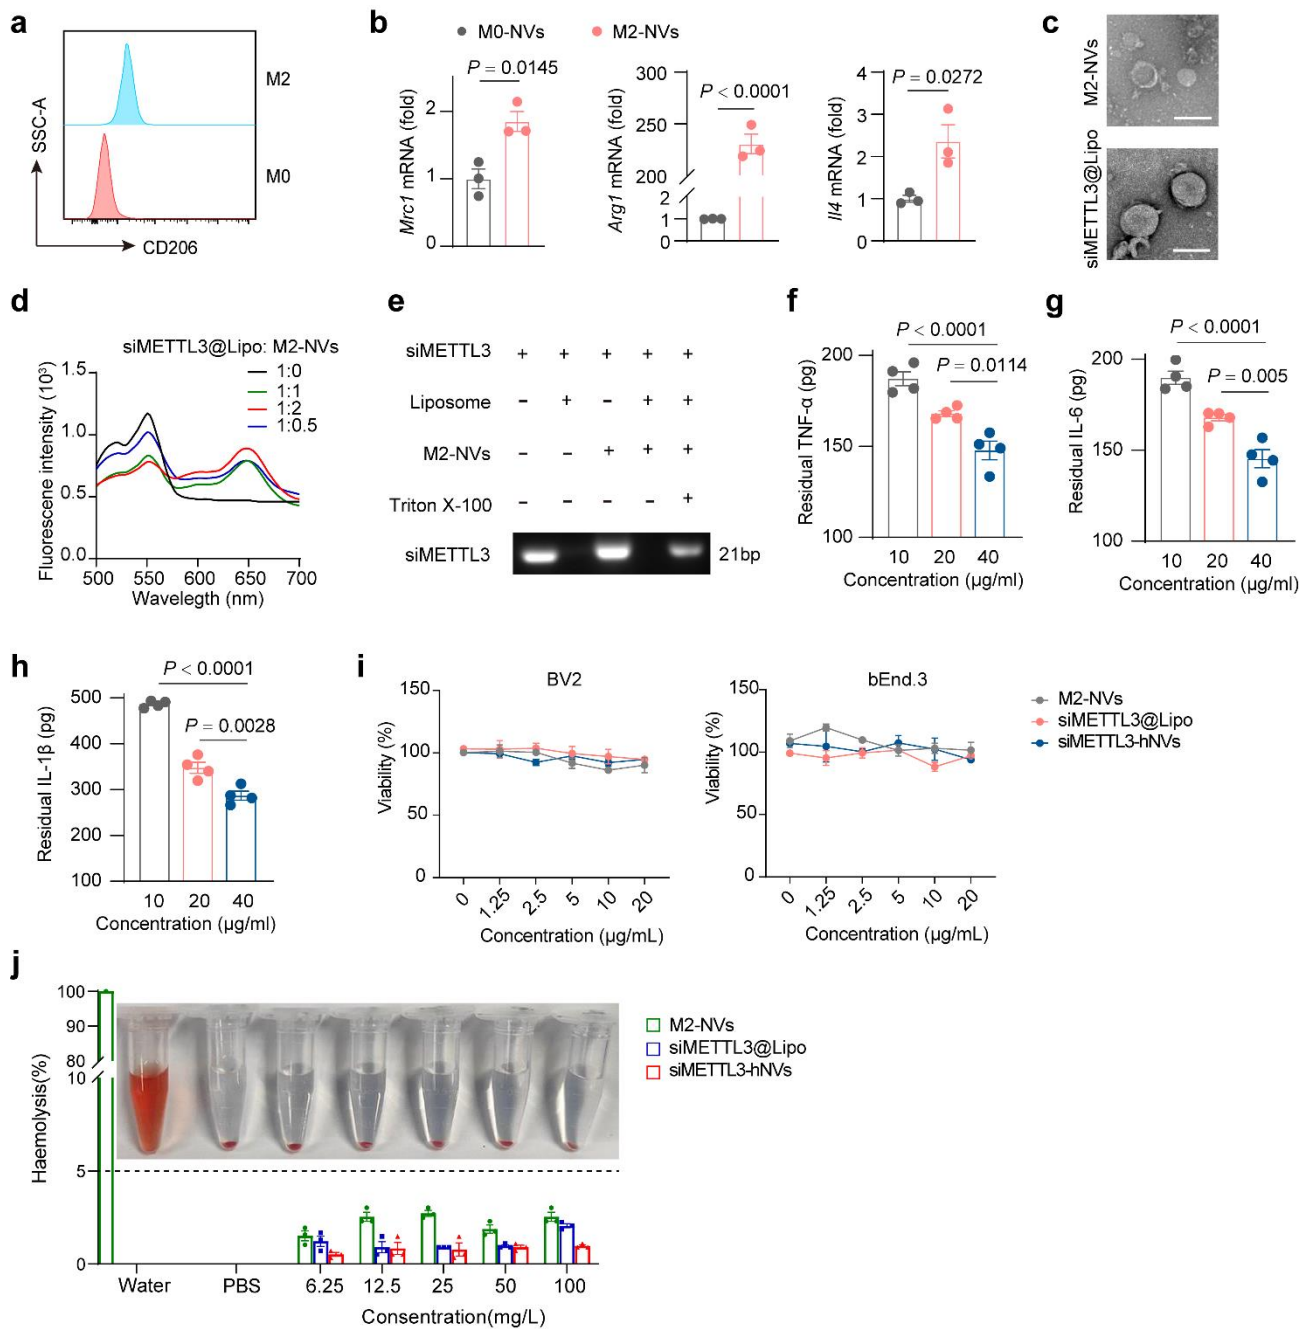 a
SSC-A
M2
M0
CD206
b
M0-NVs
M2-NVs
P = 0.0145
Mrc1 mRNA (fold)
2
1
0
P < 0.0001
Arg1 mRNA (fold)
300
250
200
2
1
0
P = 0.0272
Il4 mRNA (fold)
4
3
2
1
0
c
M2-NVs
siMETTL3@Lipo
d
siMETTL3@Lipo: M2-NVs
1:0
1:1
1:2
1:0.5
Fluorescene intensity (10³)
1.5
1.0
0.5
0.0
500 550 600 650 700
Wavelegth (nm)
e
siMETTL3 + + + + +
Liposome − + − + +
M2-NVs − − + + +
Triton X-100 − − − − +
siMETTL3
21bp
f
P < 0.0001
P = 0.0114
Residual TNF-α (pg)
200
150
100
10 20 40
Concentration (μg/ml)
g
P < 0.0001
P = 0.005
Residual IL-6 (pg)
200
150
100
10 20 40
Concentration (μg/ml)
h
P < 0.0001
P = 0.0028
Residual IL-1β (pg)
500
400
300
200
100
10 20 40
Concentration (μg/ml)
i
BV2
Viability (%)
150
100
50
0
0 1.25 2.5 5 10 20
Concentration (μg/mL)
bEnd.3
Viability (%)
150
100
50
0
0 1.25 2.5 5 10 20
Concentration (μg/mL)
M2-NVs
siMETTL3@Lipo
siMETTL3-hNVs
j
Haemolysis(%)
100
90
80
10
5
0
Water PBS 6.25 12.5 25 50 100
Consentration(mg/L)
M2-NVs
siMETTL3@Lipo
siMETTL3-hNVs